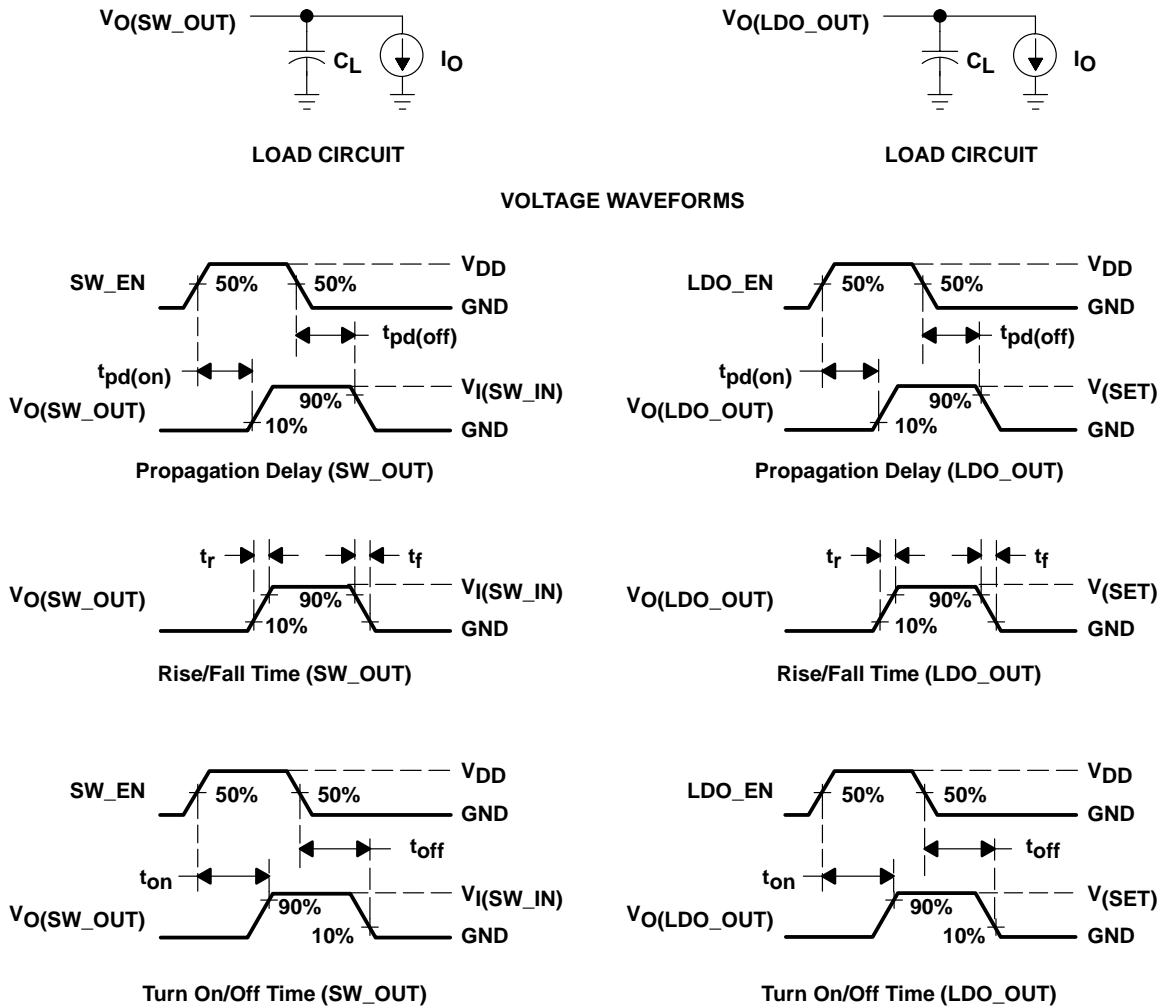 VO(SW_OUT)
CL
IO
LOAD CIRCUIT
VO(LDO_OUT)
CL
IO
LOAD CIRCUIT
VOLTAGE WAVEFORMS
SW_EN
50%
50%
VDD
GND
tpd(off)
tpd(on)
VO(SW_OUT)
90%
10%
VI(SW_IN)
GND
Propagation Delay (SW_OUT)
LDO_EN
50%
50%
VDD
GND
tpd(off)
tpd(on)
VO(LDO_OUT)
90%
10%
V(SET)
GND
Propagation Delay (LDO_OUT)
tr
tf
VO(SW_OUT)
90%
10%
VI(SW_IN)
GND
Rise/Fall Time (SW_OUT)
tr
tf
VO(LDO_OUT)
90%
10%
V(SET)
GND
Rise/Fall Time (LDO_OUT)
SW_EN
50%
50%
VDD
GND
toff
ton
VO(SW_OUT)
90%
10%
VI(SW_IN)
GND
Turn On/Off Time (SW_OUT)
LDO_EN
50%
50%
VDD
GND
toff
ton
VO(LDO_OUT)
90%
10%
V(SET)
GND
Turn On/Off Time (LDO_OUT)